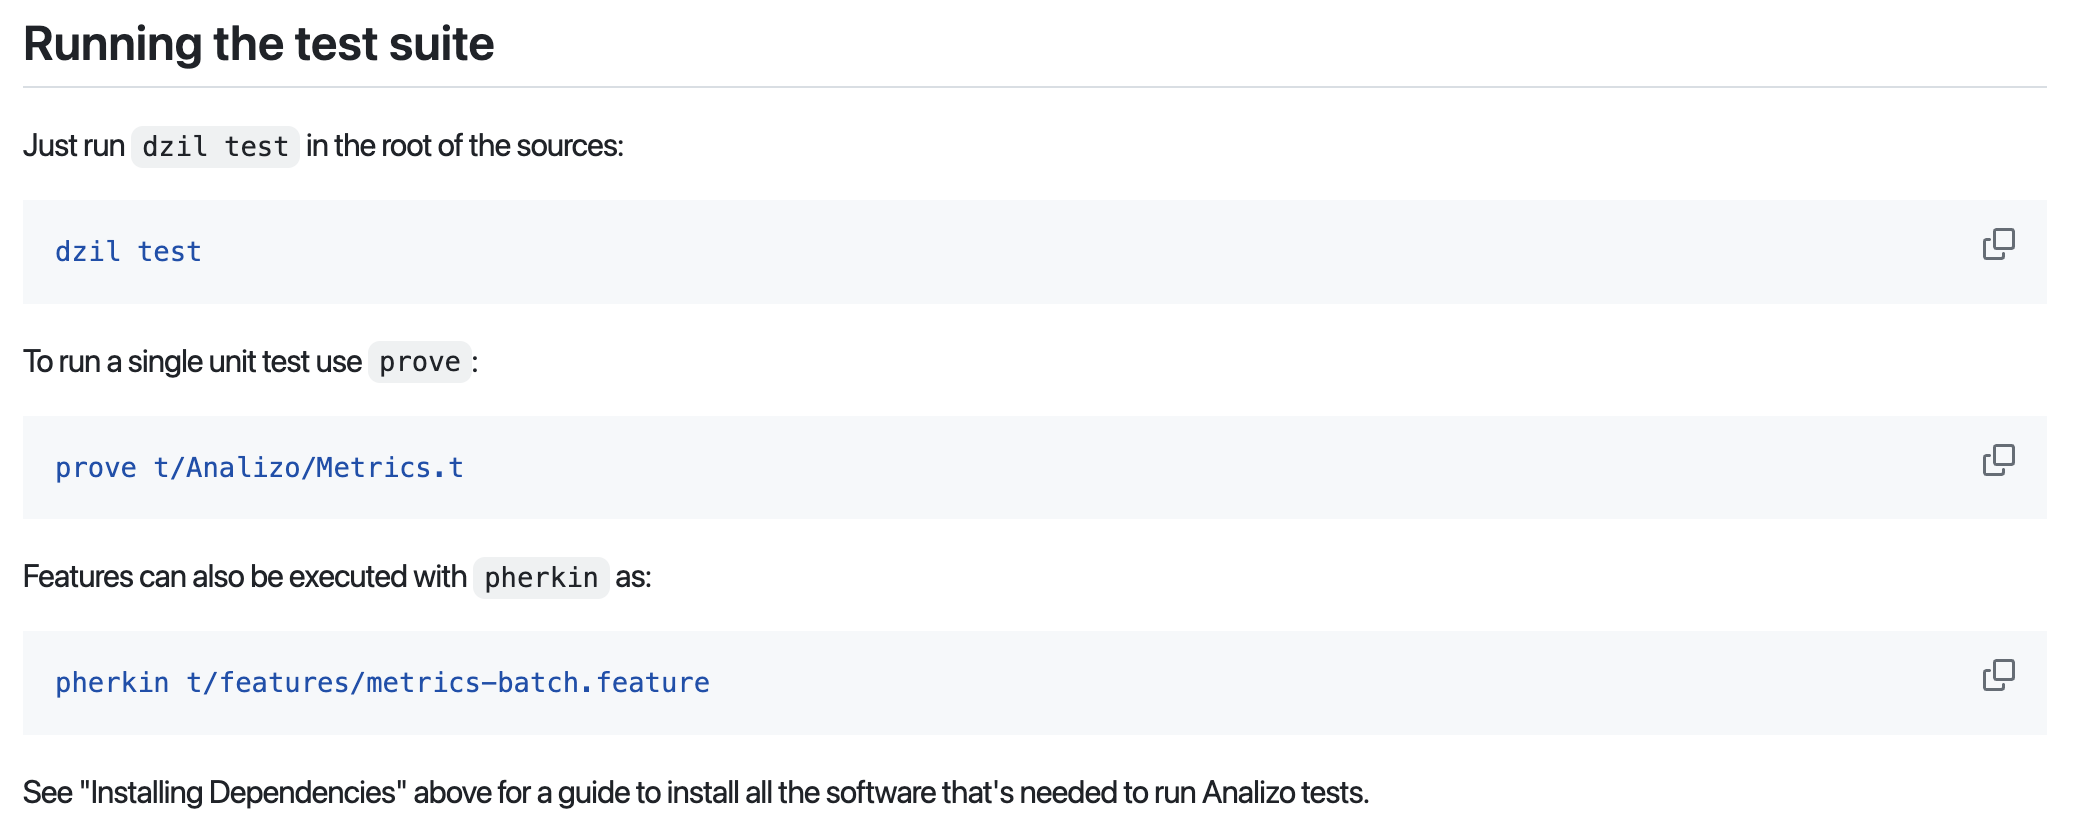 Running the test suite
Just run dzil test in the root of the sources:
dzil test
To run a single unit test use prove :
prove t/Analizo/Metrics.t
Features can also be executed with pherkin as:
pherkin t/features/metrics-batch.feature
See "Installing Dependencies" above for a guide to install all the software that's needed to run Analizo tests.